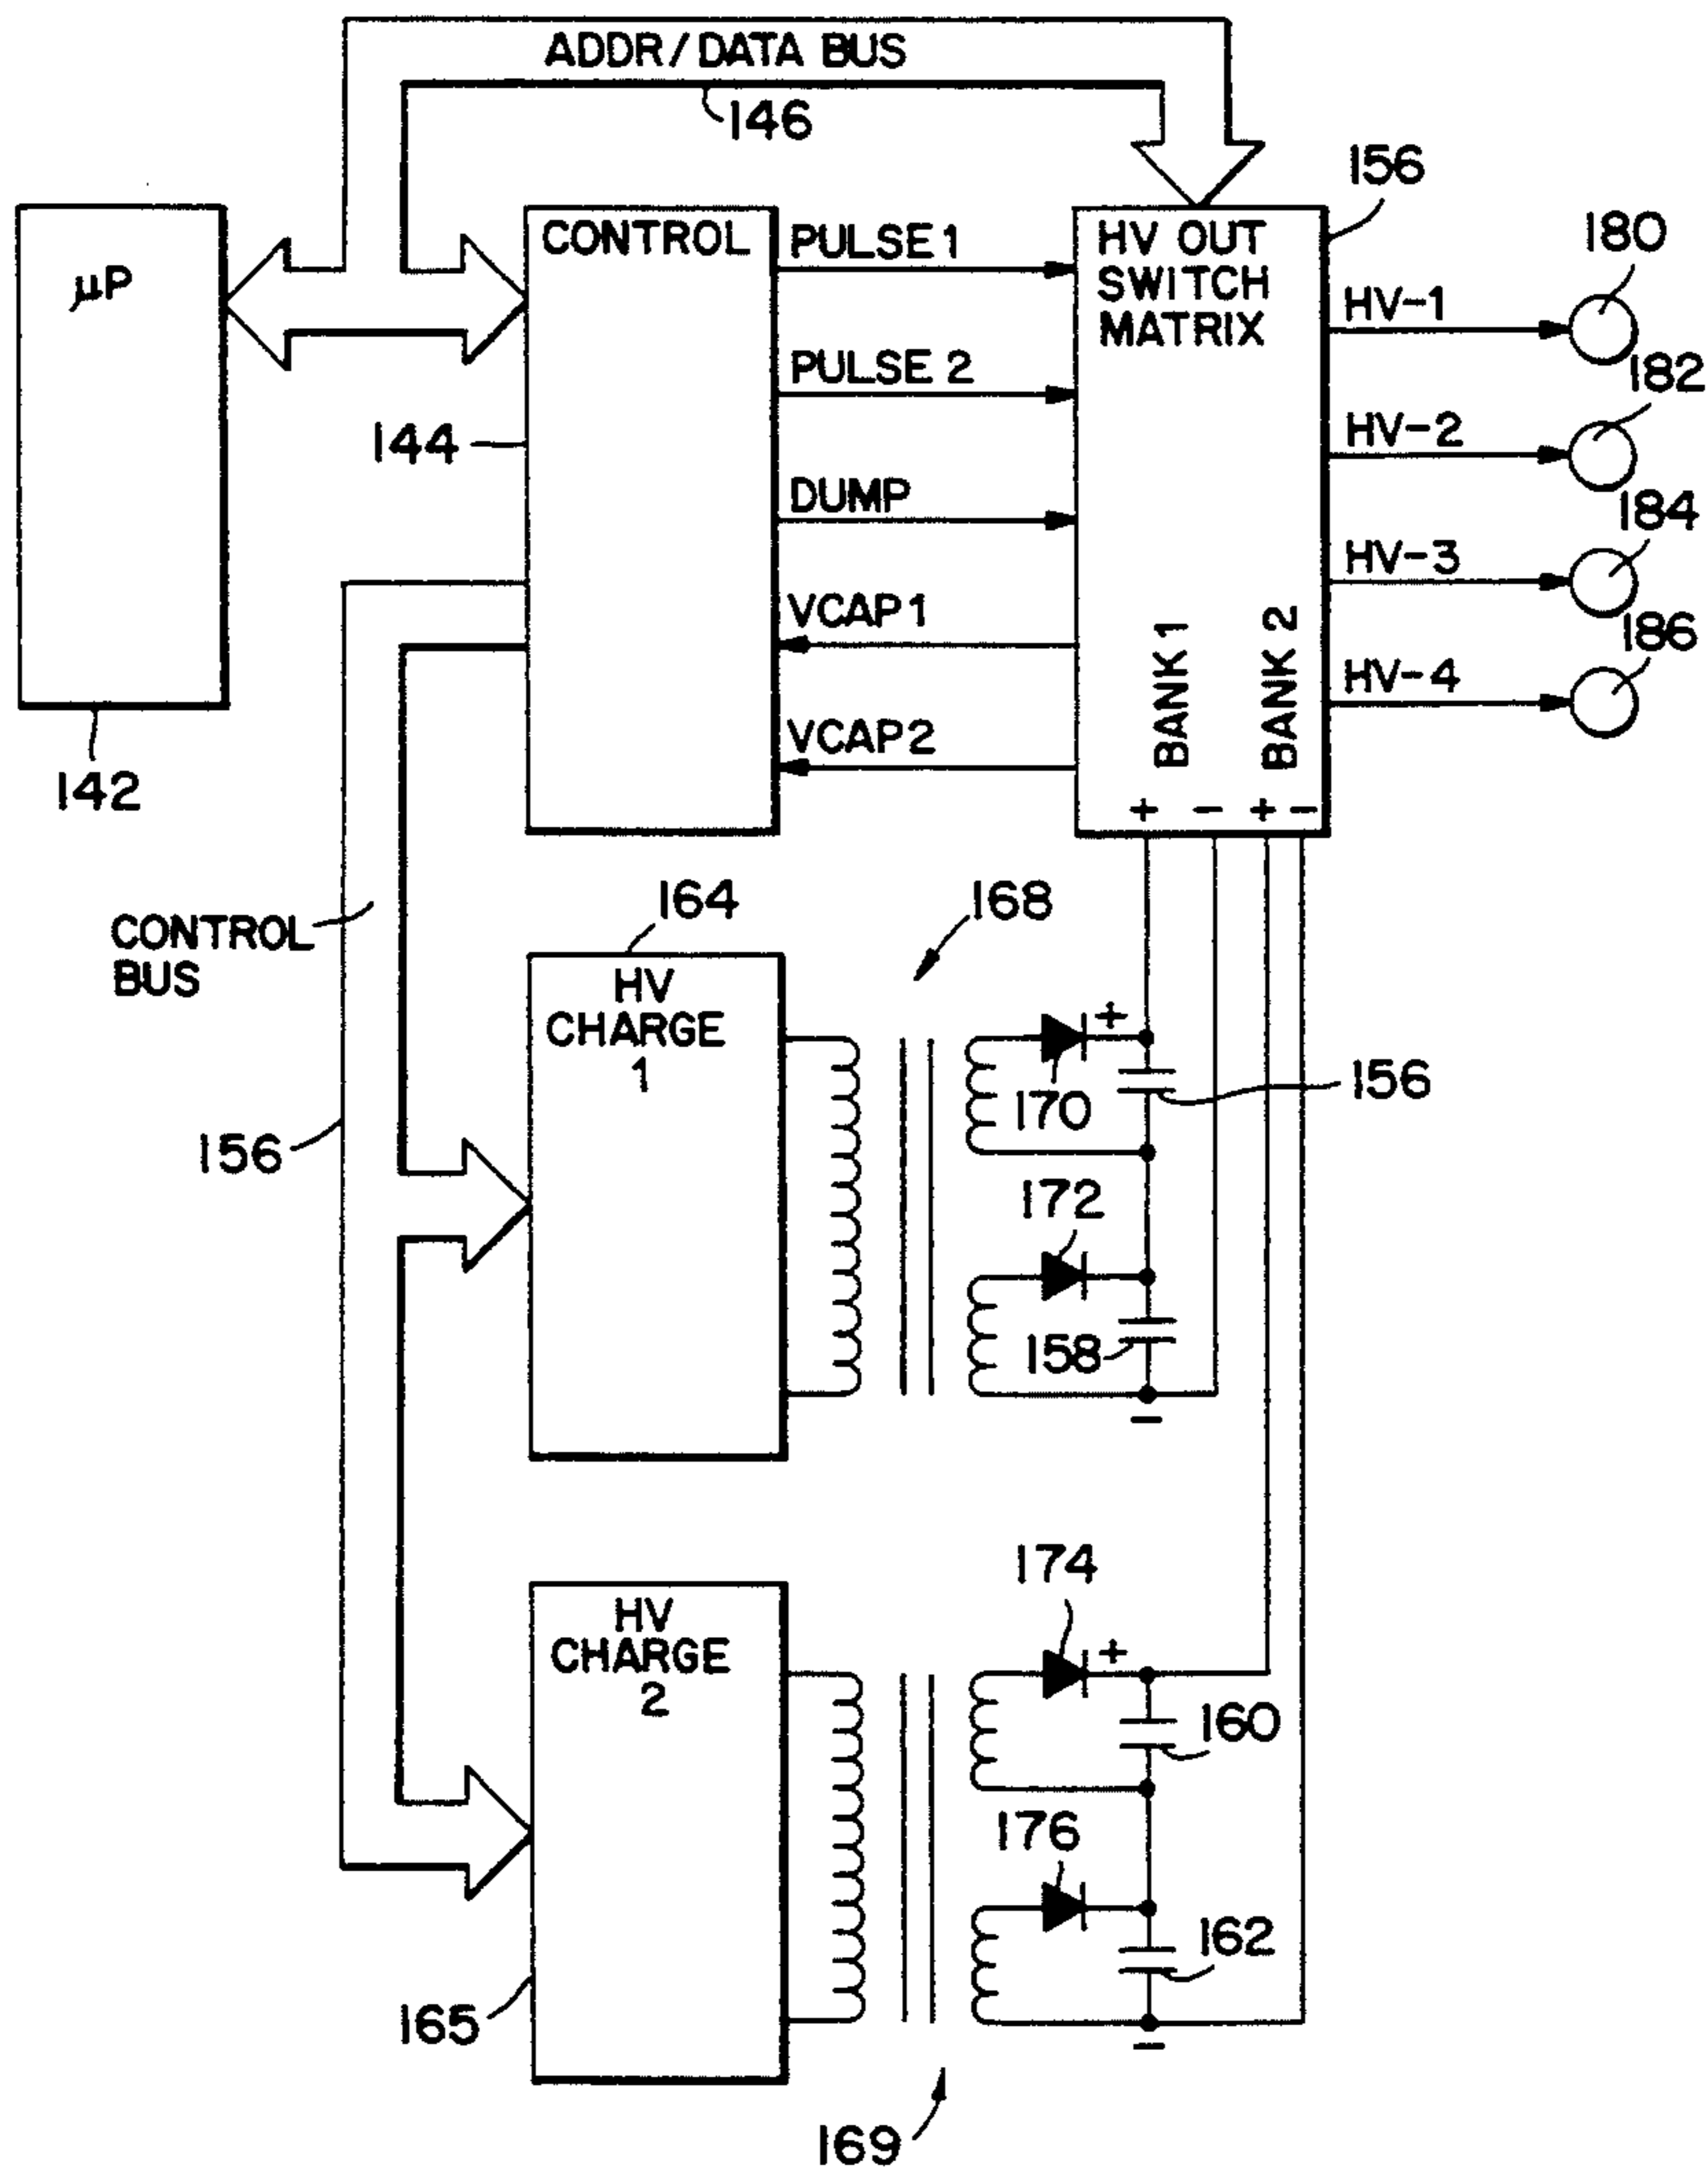 ADDR/DATA BUS
146
156
μP
CONTROL
PULSE 1
HV OUT
SWITCH
MATRIX
180
HV-1
182
PULSE 2
144
HV-2
184
DUMP
HV-3
186
VCAP 1
BANK 1
BANK 2
HV-4
VCAP 2
142
+ - + -
164
168
CONTROL
BUS
HV
CHARGE
1
+
170
156
156
172
158
-
174
HV
CHARGE
2
+
160
176
162
165
-
169